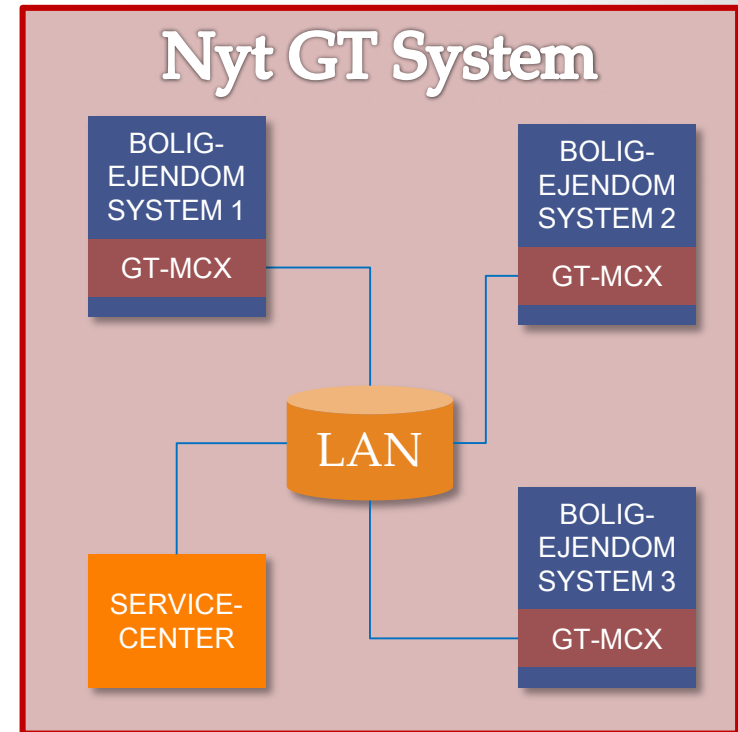 Nyt GT System
BOLIG-
EJENDOM
SYSTEM 1
GT-MCX
BOLIG-
EJENDOM
SYSTEM 2
GT-MCX
LAN
BOLIG-
EJENDOM
SYSTEM 3
GT-MCX
SERVICE-
CENTER